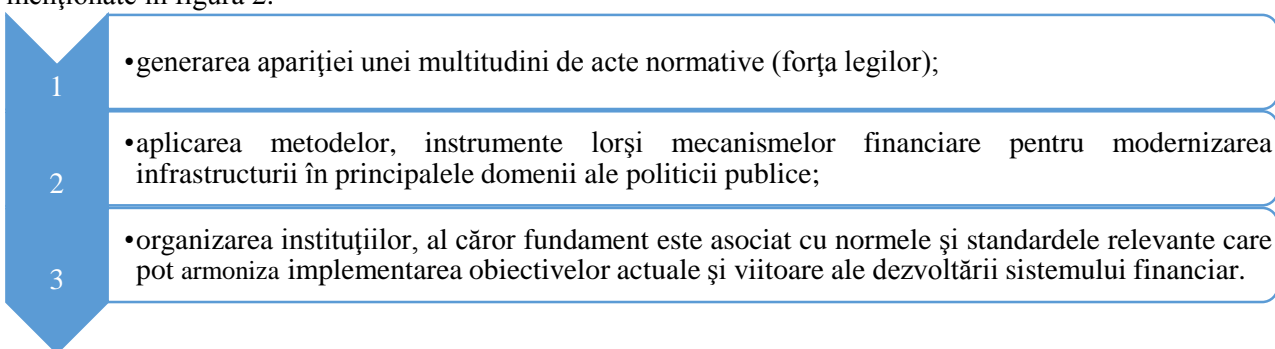 menţionate în figura 2.
1
•generarea apariţiei unei multitudini de acte normative (forţa legilor);
2
•aplicarea metodelor, instrumente lorşi mecanismelor financiare pentru modernizarea
infrastructurii în principalele domenii ale politicii publice;
3
•organizarea instituţiilor, al căror fundament este asociat cu normele şi standardele relevante care
pot armoniza implementarea obiectivelor actuale şi viitoare ale dezvoltării sistemului financiar.